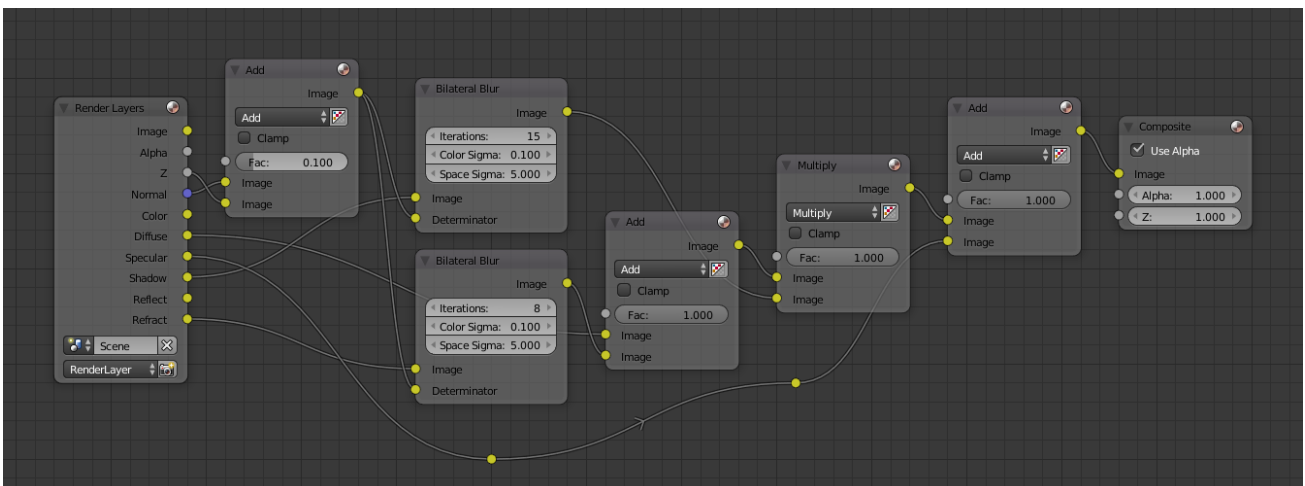 Render Layers
Image
Alpha
Z
Normal
Color
Diffuse
Specular
Shadow
Reflect
Refract
Scene
RenderLayer
Add
Image
Add
Clamp
Fac: 0.100
Image
Image
Bilateral Blur
Image
Iterations: 15
Color Sigma: 0.100
Space Sigma: 5.000
Image
Determinator
Bilateral Blur
Image
Iterations: 8
Color Sigma: 0.100
Space Sigma: 5.000
Image
Determinator
Add
Image
Add
Clamp
Fac: 1.000
Image
Image
Multiply
Image
Multiply
Clamp
Fac: 1.000
Image
Image
Add
Image
Add
Clamp
Fac: 1.000
Image
Image
Composite
Use Alpha
Image
Alpha: 1.000
Z: 1.000